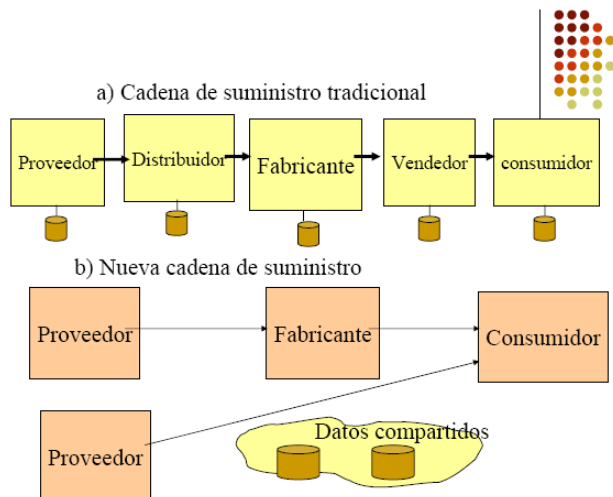 a) Cadena de suministro tradicional
Proveedor
Distribuidor
Fabricante
Vendedor
consumidor
b) Nueva cadena de suministro
Proveedor
Fabricante
Consumidor
Proveedor
Datos compartidos